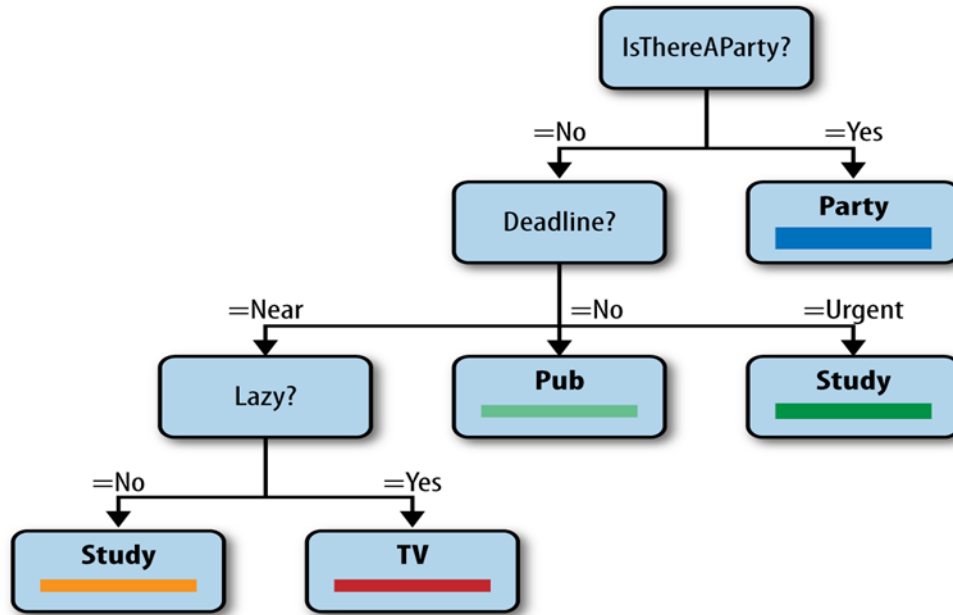 IsThereAParty?
=No
=Yes
Deadline?
Party
=Near
=No
=Urgent
Lazy?
Pub
Study
=No
=Yes
Study
TV